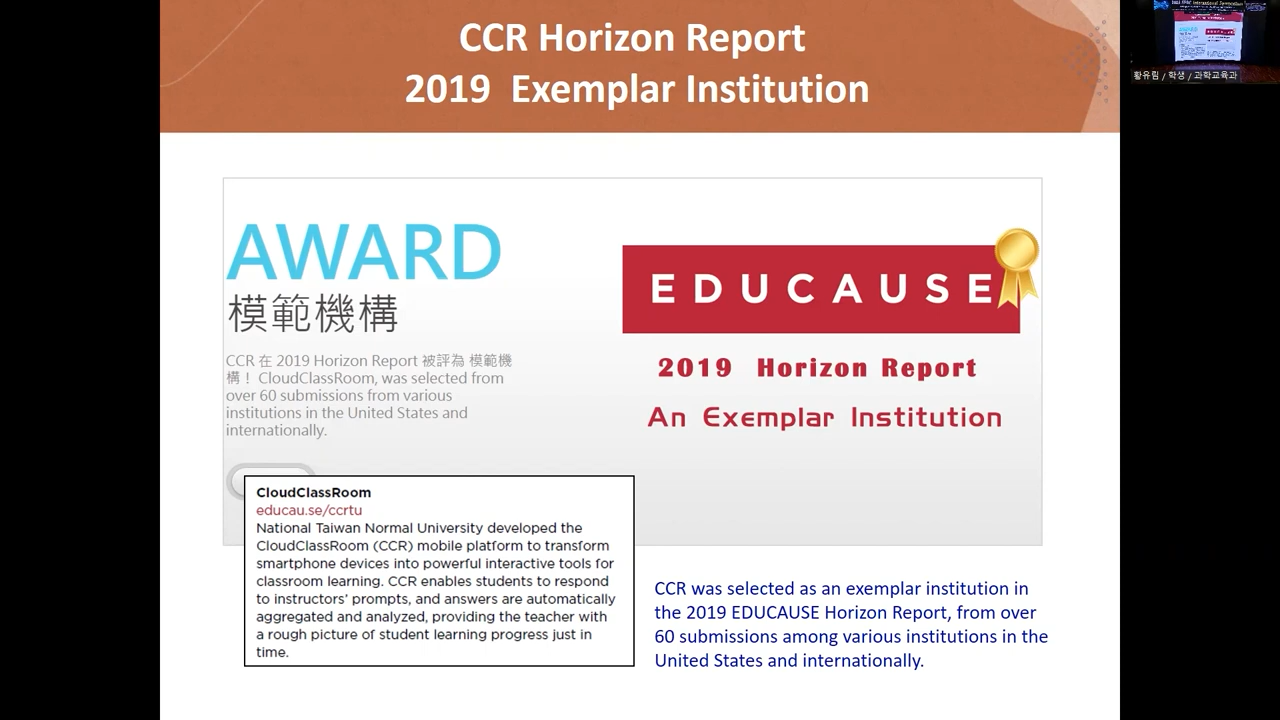 CCR Horizon Report
2019 Exemplar Institution
AWARD
模範機構
CCR 在 2019 Horizon Report 被評為 模範機
構！ CloudClassRoom, was selected from
over 60 submissions from various
institutions in the United States and
internationally.
EDUCAUSE
2019 Horizon Report
An Exemplar Institution
CloudClassRoom
educau.se/ccrtu
National Taiwan Normal University developed the
CloudClassRoom (CCR) mobile platform to transform
smartphone devices into powerful interactive tools for
classroom learning. CCR enables students to respond
to instructors' prompts, and answers are automatically
aggregated and analyzed, providing the teacher with
a rough picture of student learning progress just in
time.
CCR was selected as an exemplar institution in
the 2019 EDUCAUSE Horizon Report, from over
60 submissions among various institutions in the
United States and internationally.
황유림 / 학생 / 과학교육과